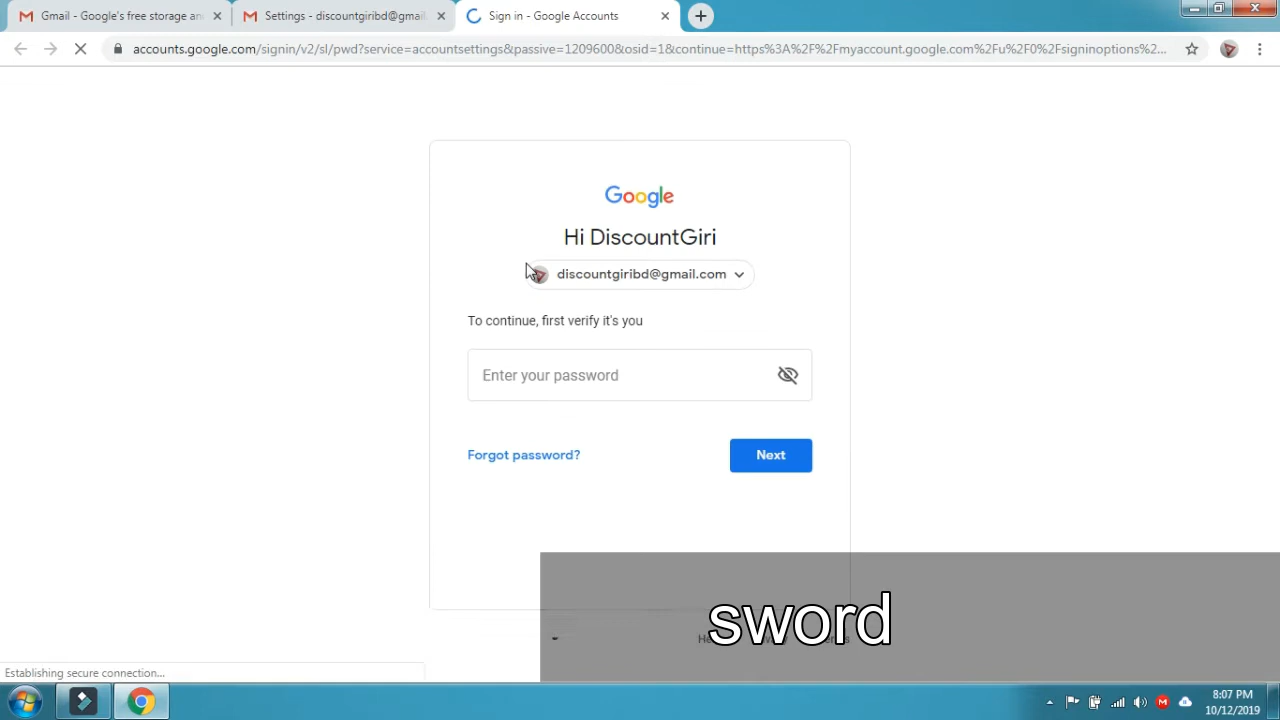 Gmail - Google's free storage an
Settings - discountgiribd@gmail.
Sign in - Google Accounts
accounts.google.com/signin/v2/sl/pwd?service=accountsettings&passive=1209600&osid=1&continue=https%3A%2F%2Fmyaccount.google.com%2Fu%2F0%2Fsigninoptions%2...
Google
Hi DiscountGiri
discountgiribd@gmail.com
To continue, first verify it's you
Enter your password
Forgot password?
Next
sword
Establishing secure connection...
8:07 PM
10/12/2019